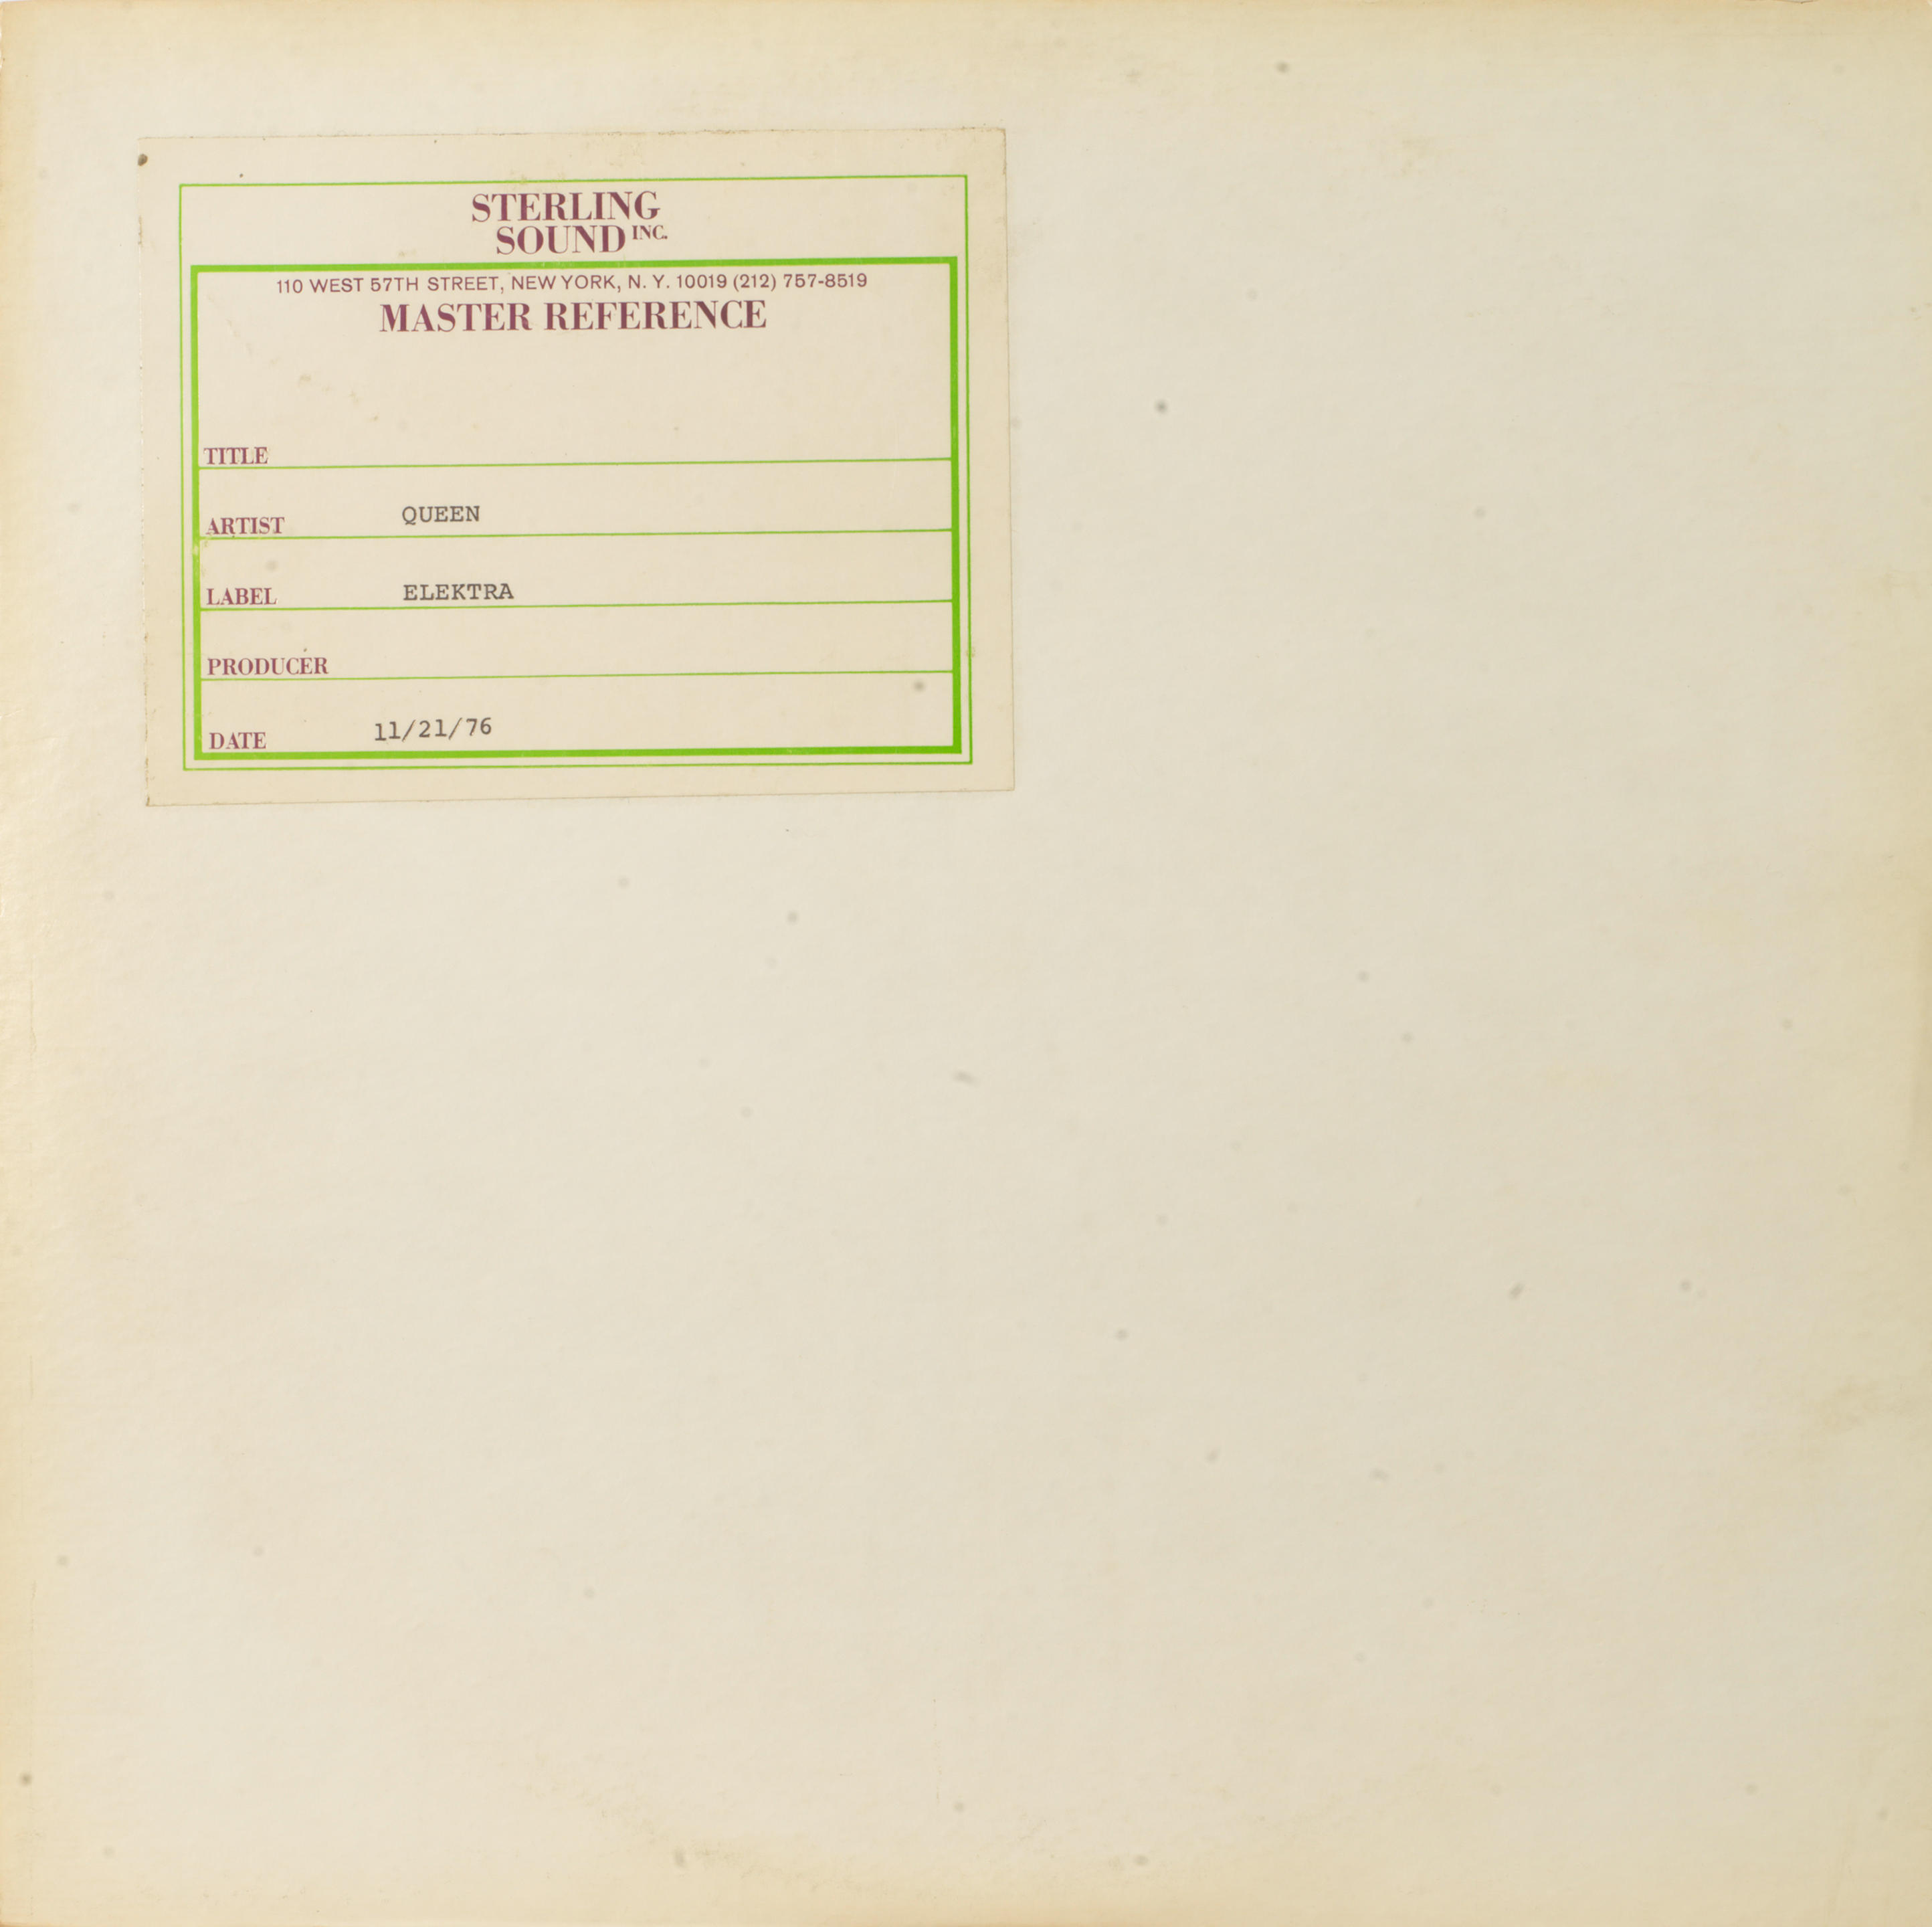 STERLING
SOUND INC.
110 WEST 57TH STREET, NEW YORK, N. Y. 10019 (212) 757-8519
MASTER REFERENCE
TITLE
ARTIST QUEEN
LABEL ELEKTRA
PRODUCER
DATE 11/21/76